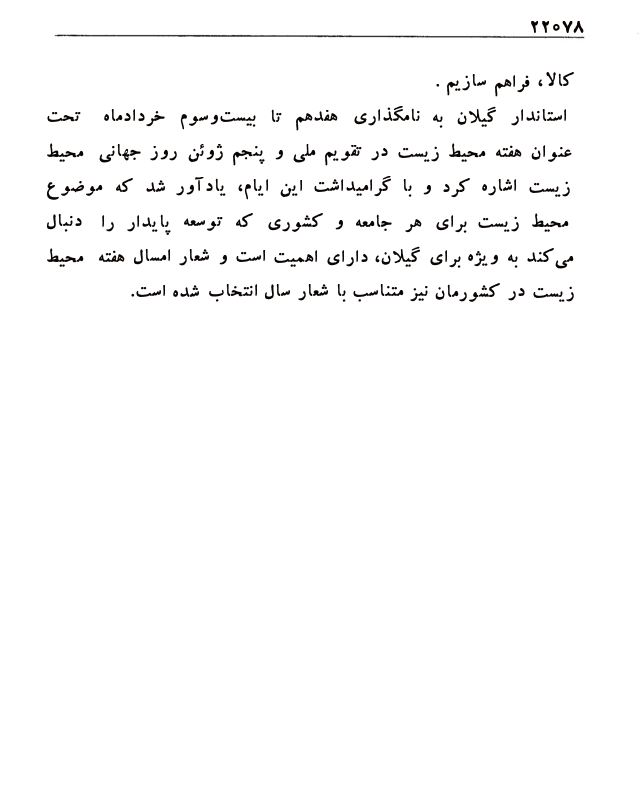 ۲۲۰۷۸
کالا، فراهم سازیم .
استاندار گیلان به نامگذاری هفدهم تا بیست‌وسوم خردادماه تحت
عنوان هفته محیط زیست در تقویم ملی و پنجم ژوئن روز جهانی محیط
زیست اشاره کرد و با گرامیداشت این ایام، یادآور شد که موضوع
محیط زیست برای هر جامعه و کشوری که توسعه پایدار را دنبال
می‌کند به ویژه برای گیلان، دارای اهمیت است و شعار امسال هفته محیط
زیست در کشورمان نیز متناسب با شعار سال انتخاب شده است.